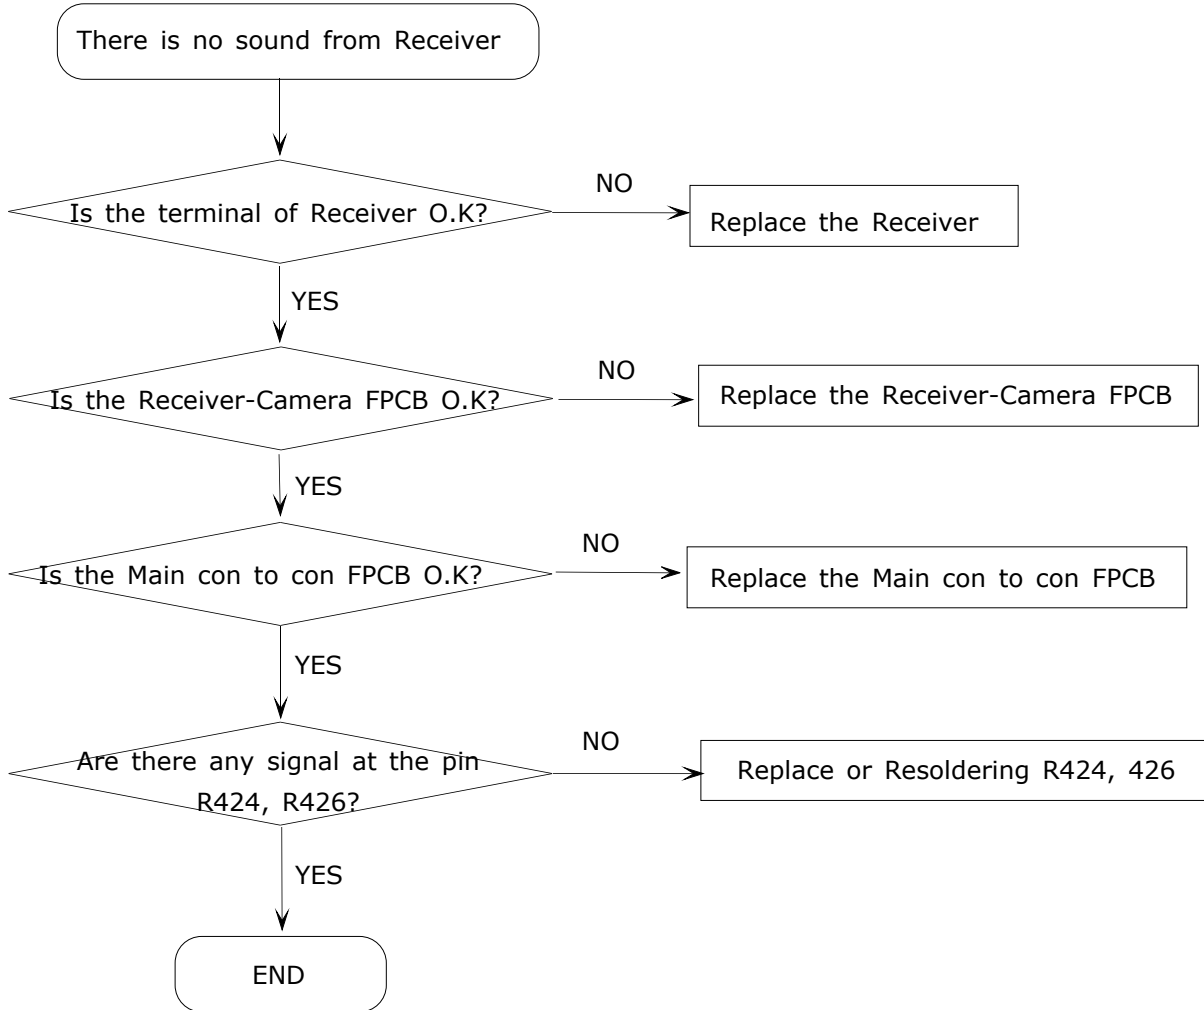 There is no sound from Receiver
Is the terminal of Receiver O.K?
NO
Replace the Receiver
YES
Is the Receiver-Camera FPCB O.K?
NO
Replace the Receiver-Camera FPCB
YES
Is the Main con to con FPCB O.K?
NO
Replace the Main con to con FPCB
YES
Are there any signal at the pin
R424, R426?
NO
Replace or Resoldering R424, 426
YES
END